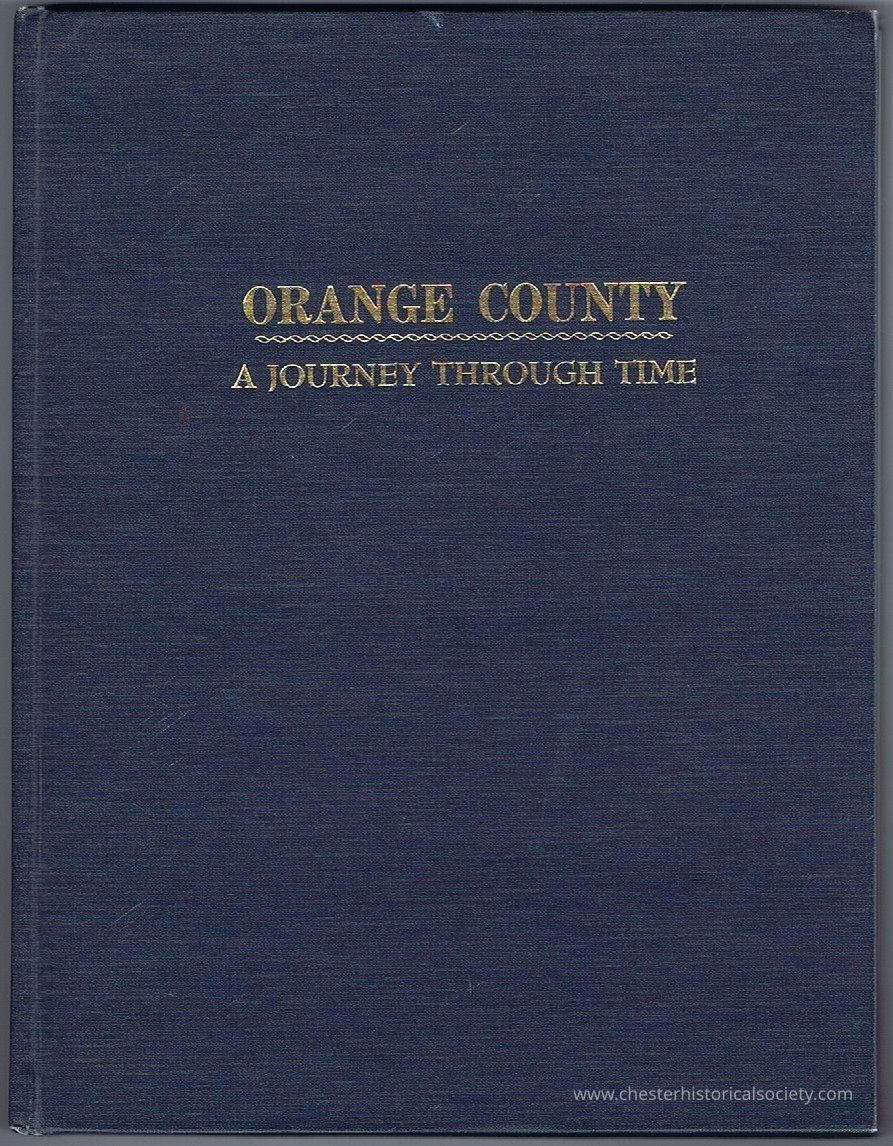 ORANGE COUNTY
A JOURNEY THROUGH TIME
www.chesterhistoricalsociety.com